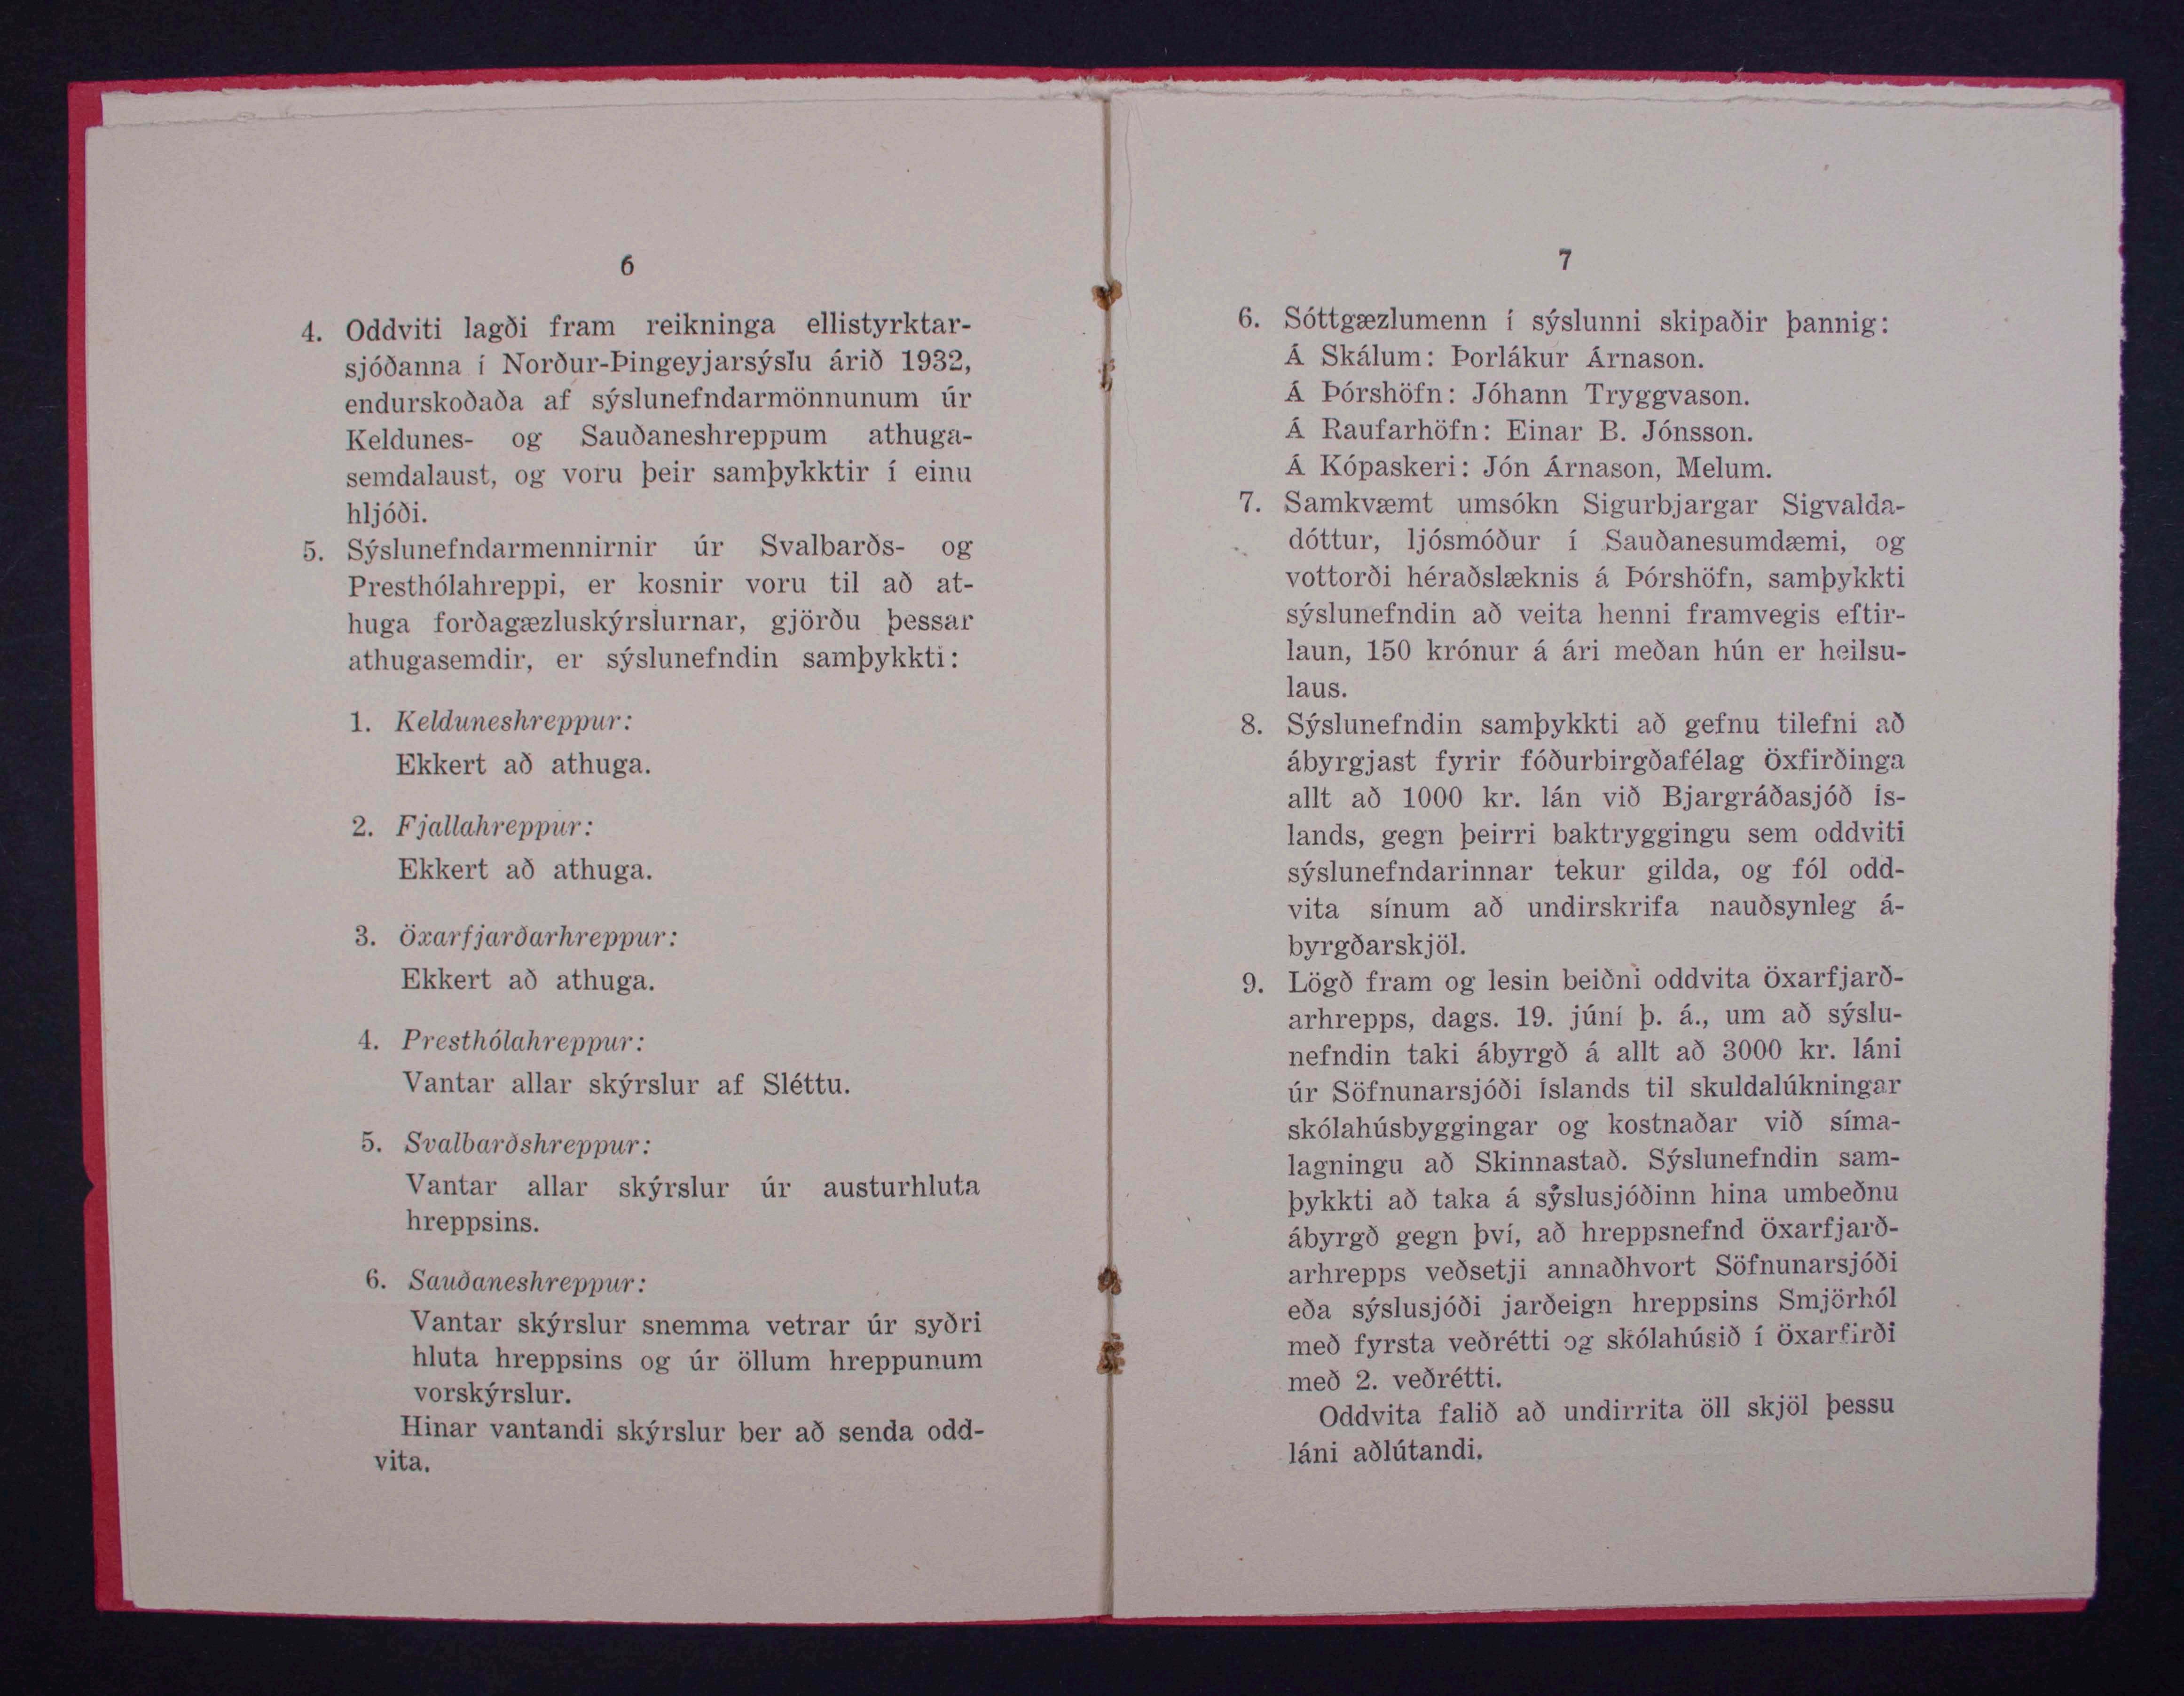 6
4. Oddviti lagði fram reikninga ellistyrktar-
sjóðanna í Norður-Þingeyjarsýslu árið 1932,
endurskoðaða af sýslunefndarmönnunum úr
Keldunes- og Sauðaneshreppum athuga-
semdalaust, og voru þeir samþykktir í einu
hljóði.
5. Sýslunefndarmennirnir úr Svalbarðs- og
Presthólahreppi, er kosnir voru til að at-
huga forðagæzluskýrslurnar, gjörðu þessar
athugasemdir, er sýslunefndin samþykkti:
1. Kelduneshreppur:
Ekkert að athuga.
2. Fjallahreppur:
Ekkert að athuga.
3. Öxarfjarðarhreppur:
Ekkert að athuga.
4. Presthólahreppur:
Vantar allar skýrslur af Sléttu.
5. Svalbarðshreppur:
Vantar allar skýrslur úr austurhluta
hreppsins.
6. Sauðaneshreppur:
Vantar skýrslur snemma vetrar úr syðri
hluta hreppsins og úr öllum hreppunum
vorskýrslur.
Hinar vantandi skýrslur ber að senda odd-
vita.
7
6. Sóttgæzlumenn í sýslunni skipaðir þannig:
Á Skálum: Þorlákur Árnason.
Á Þórshöfn: Jóhann Tryggvason.
Á Raufarhöfn: Einar B. Jónsson.
Á Kópaskeri: Jón Árnason, Melum.
7. Samkvæmt umsókn Sigurbjargar Sigvalda-
dóttur, ljósmóður í Sauðanesumdæmi, og
vottorði héraðslæknis á Þórshöfn, samþykkti
sýslunefndin að veita henni framvegis eftir-
laun, 150 krónur á ári meðan hún er heilsu-
laus.
8. Sýslunefndin samþykkti að gefnu tilefni að
ábyrgjast fyrir fóðurbirgðafélag Öxfirðinga
allt að 1000 kr. lán við Bjargráðasjóð Ís-
lands, gegn þeirri baktryggingu sem oddviti
sýslunefndarinnar tekur gilda, og fól odd-
vita sínum að undirskrifa nauðsynleg á-
byrgðarskjöl.
9. Lögð fram og lesin beiðni oddvita Öxarfjarð-
arhrepps, dags. 19. júní þ. á., um að sýslu-
nefndin taki ábyrgð á allt að 3000 kr. láni
úr Söfnunarsjóði Íslands til skuldalúkningar
skólahúsbyggingar og kostnaðar við síma-
lagningu að Skinnastað. Sýslunefndin sam-
þykkti að taka á sýslusjóðinn hina umbeðnu
ábyrgð gegn því, að hreppsnefnd Öxarfjarð-
arhrepps veðsetji annaðhvort Söfnunarsjóði
eða sýslusjóði jarðeign hreppsins Smjörhól
með fyrsta veðrétti og skólahúsið í Öxarfirði
með 2. veðrétti.
Oddvita falið að undirrita öll skjöl þessu
láni aðlútandi.